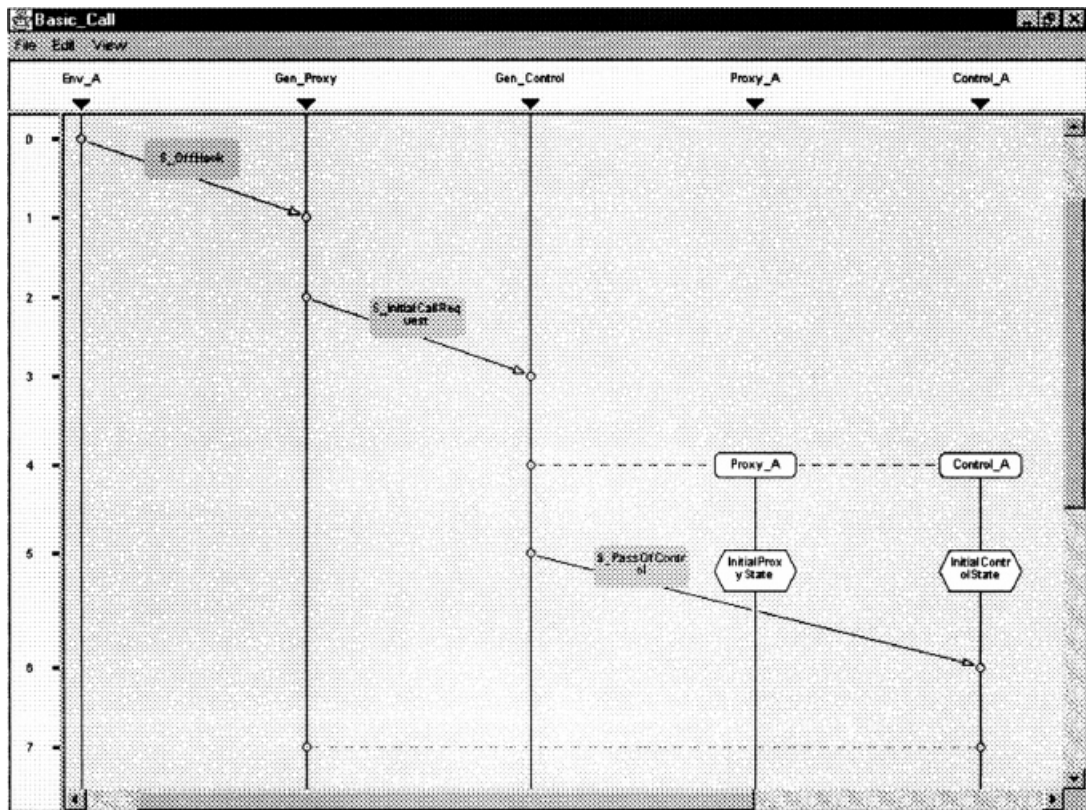 Basic_Call
File Edit View
Env_A Gen_Proxy Gen_Control Proxy_A Control_A
0
S_OffHook
1
2
S_InitialCallReq
uest
3
4
Proxy_A Control_A
5
S_PassOfContr
ol
InitialProx
yState
InitialContr
olState
6
7